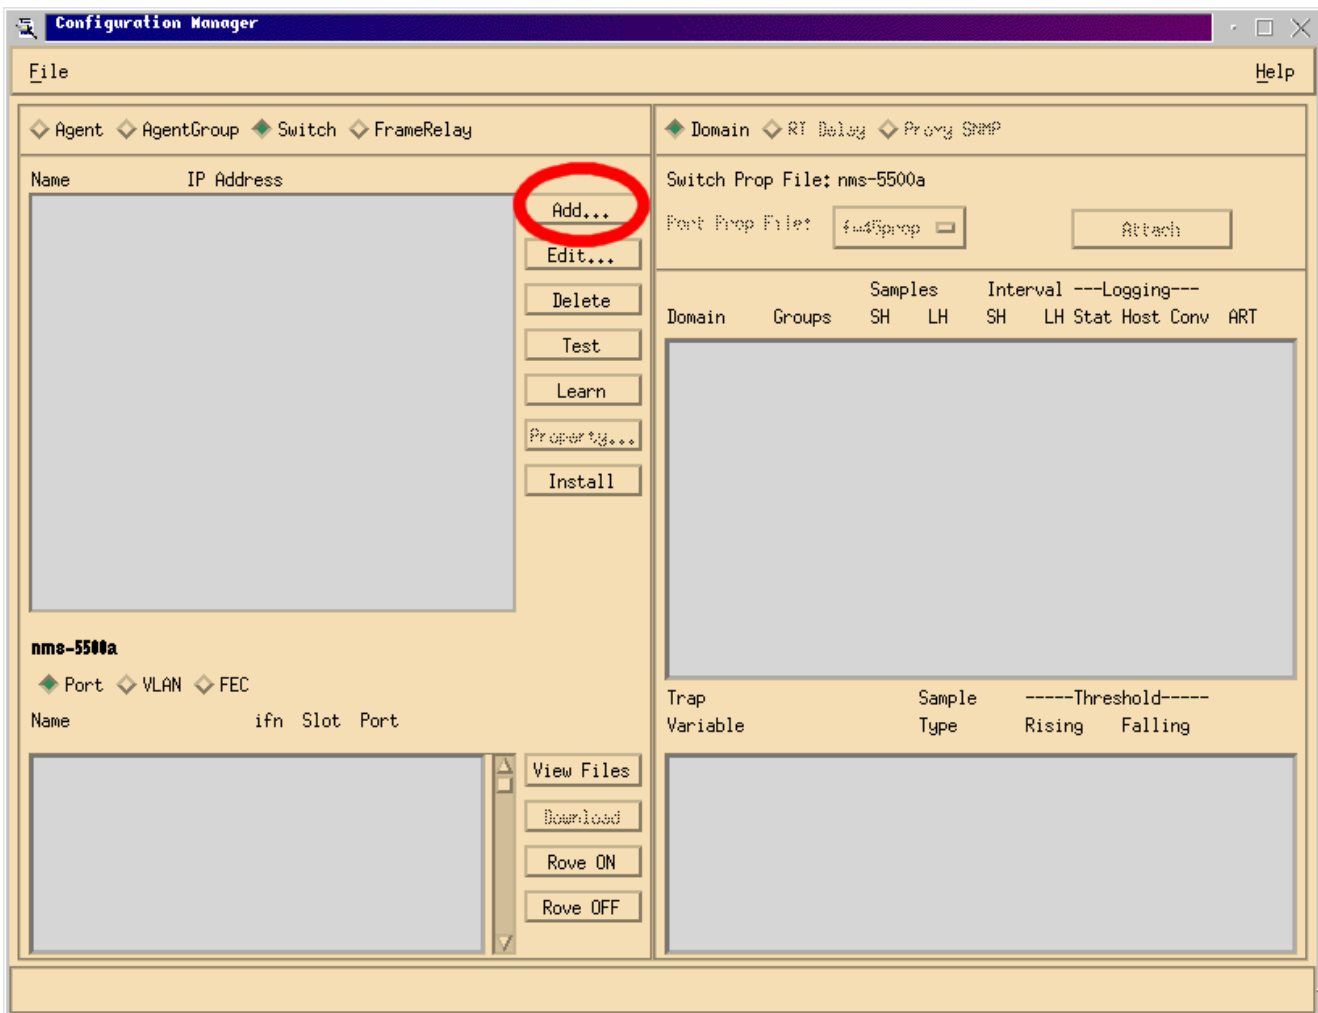 Configuration Manager
File Help
Agent AgentGroup Switch FrameRelay
Name IP Address
Add...
Edit...
Delete
Test
Learn
Property...
Install
nms-5500a
Port VLAN FEC
Name ifn Slot Port
View Files
Download
Rove ON
Rove OFF
Domain RT Delay Proxy SNMP
Switch Prop File: nms-5500a
Port Prop File: fw45prop Attach
Samples Interval ---Logging---
Domain Groups SH LH SH LH Stat Host Conv ART
Trap Sample -----Threshold-----
Variable Type Rising Falling